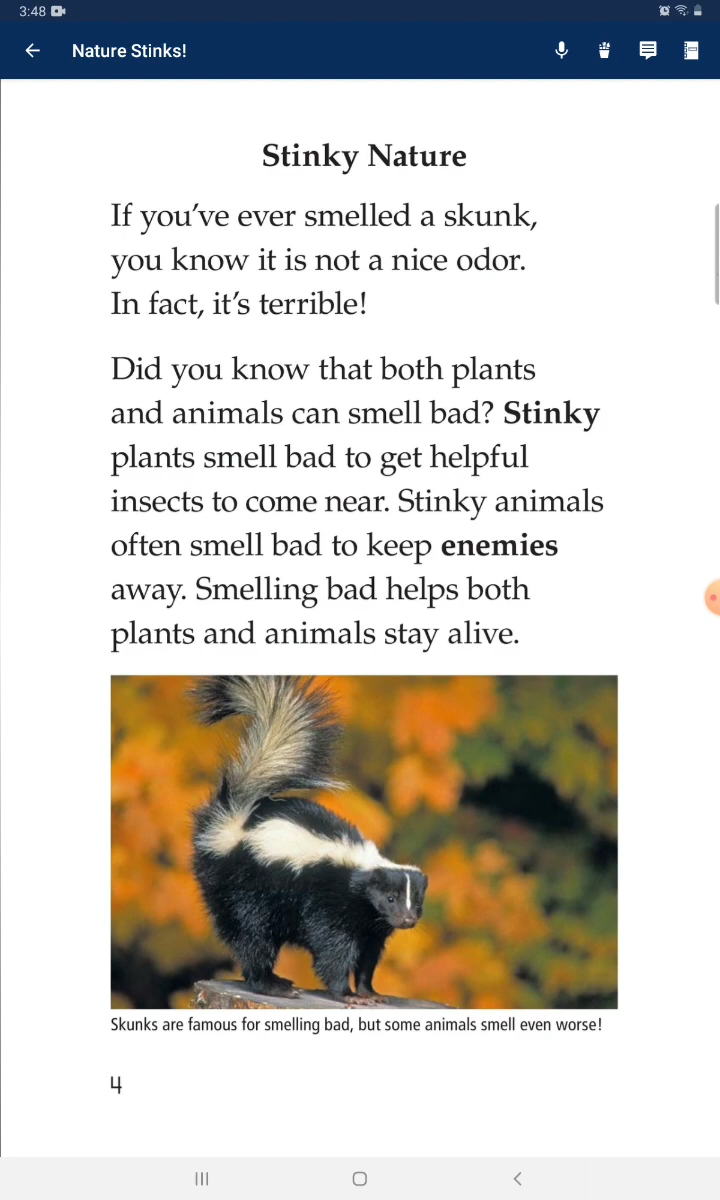 3:48
Nature Stinks!
Stinky Nature
If you’ve ever smelled a skunk,
you know it is not a nice odor.
In fact, it’s terrible!
Did you know that both plants
and animals can smell bad? Stinky
plants smell bad to get helpful
insects to come near. Stinky animals
often smell bad to keep enemies
away. Smelling bad helps both
plants and animals stay alive.
Skunks are famous for smelling bad, but some animals smell even worse!
4